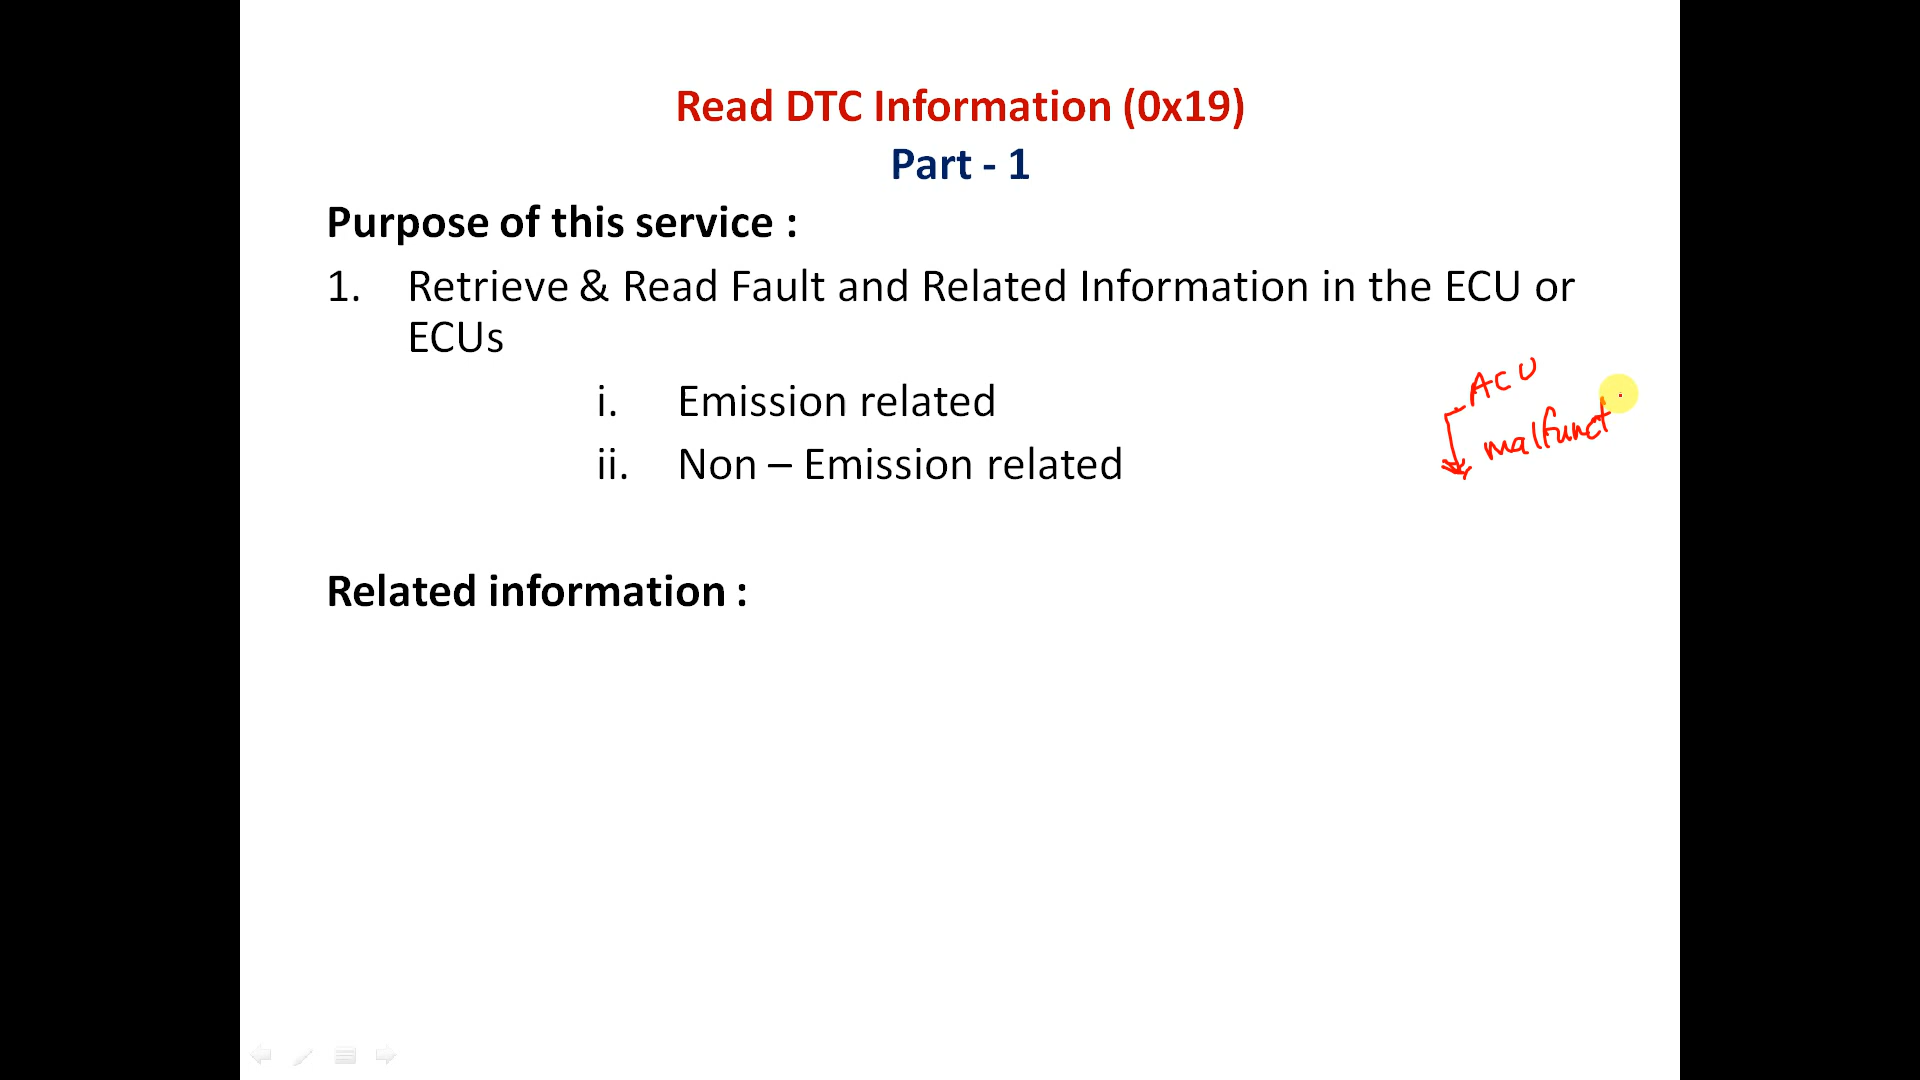 Read DTC Information (0x19)
Part - 1
Purpose of this service :
1. Retrieve & Read Fault and Related Information in the ECU or
ECUs
i. Emission related
ii. Non – Emission related
ACU
malfunct
Related information :